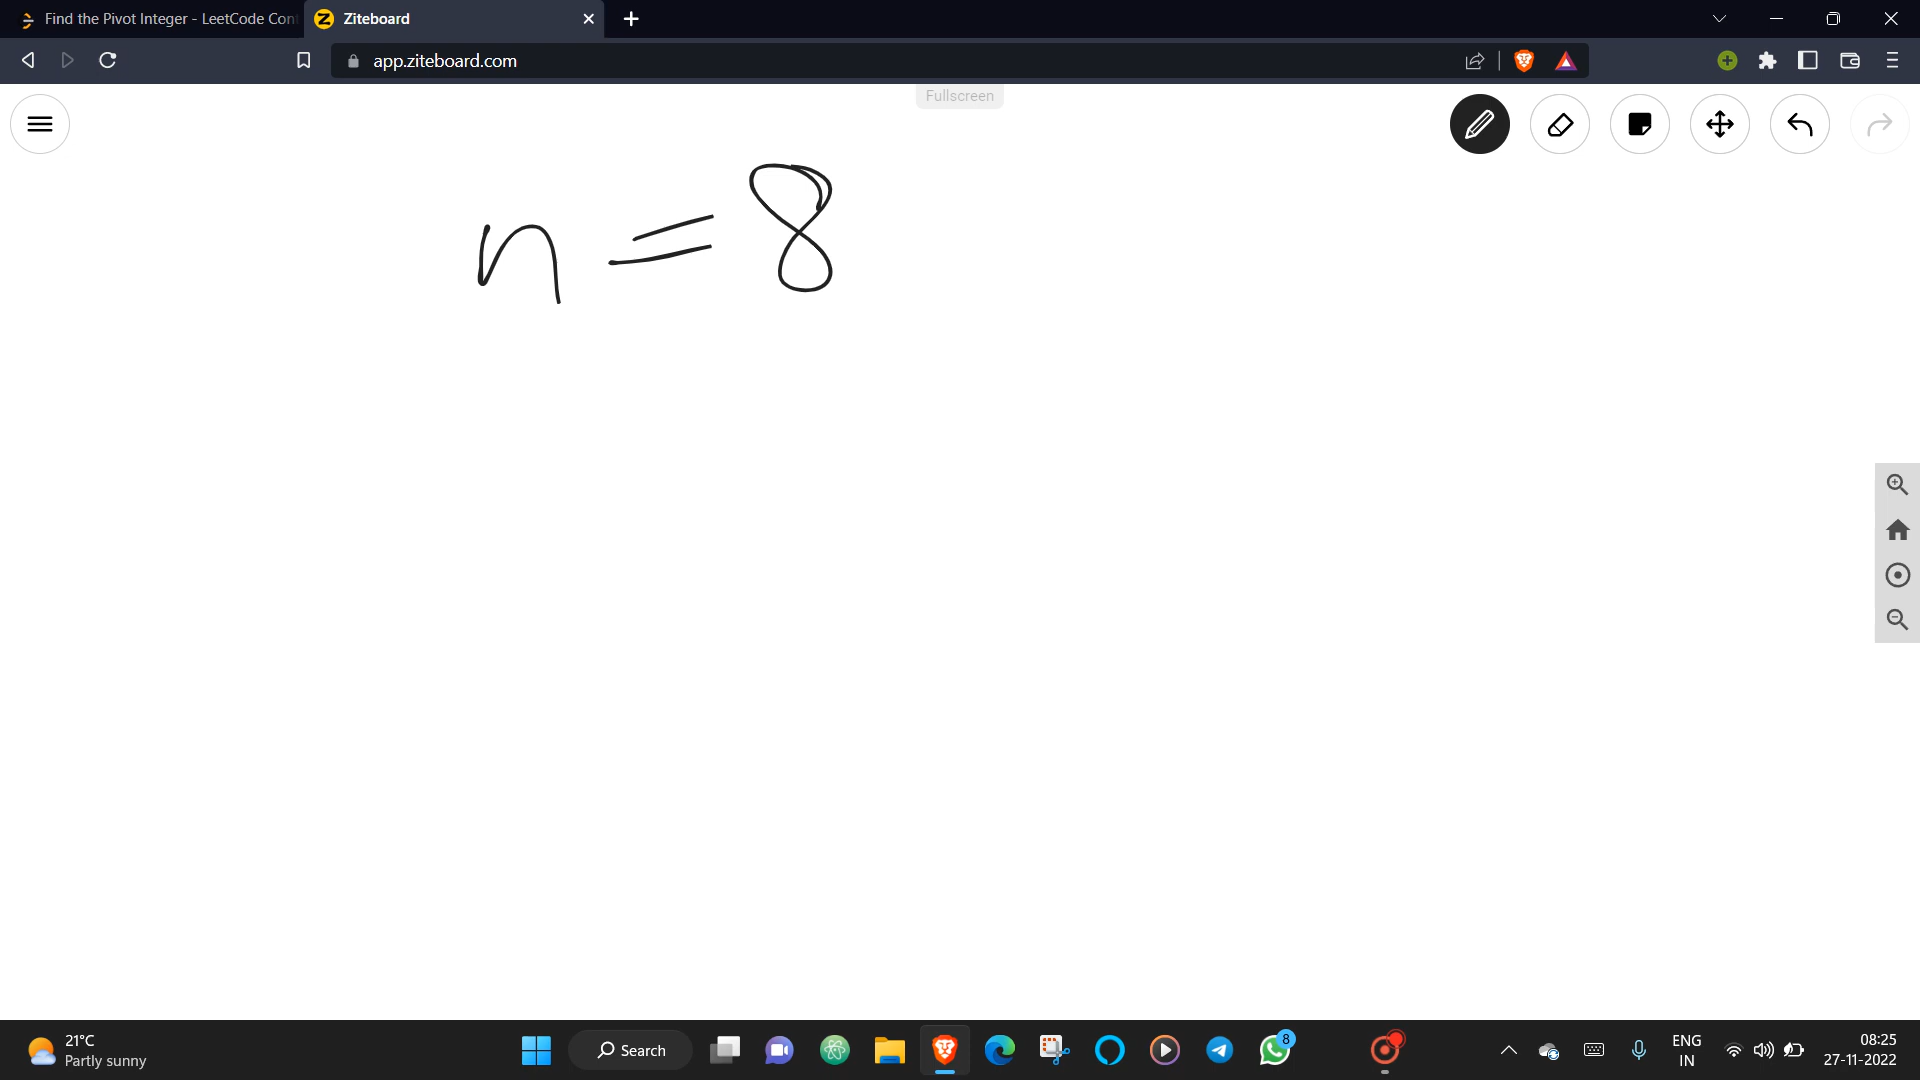 Find the Pivot Integer - LeetCode Con
Ziteboard
app.ziteboard.com
Fullscreen
n = 8
21°C
Partly sunny
Search
8
ENG
IN
08:25
27-11-2022